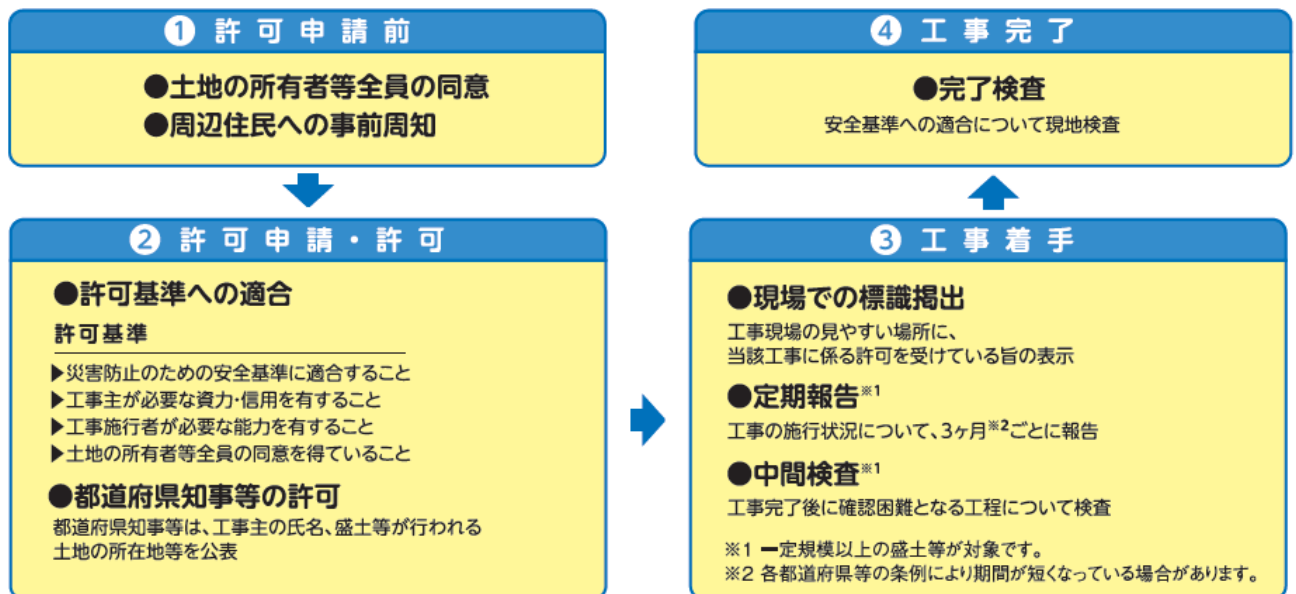 ❶ 許可申請前
●土地の所有者等全員の同意
●周辺住民への事前周知
❷ 許可申請・許可
●許可基準への適合
許可基準
▶災害防止のための安全基準に適合すること
▶工事主が必要な資力・信用を有すること
▶工事施行者が必要な能力を有すること
▶土地の所有者等全員の同意を得ていること
●都道府県知事等の許可
都道府県知事等は、工事主の氏名、盛土等が行われる
土地の所在地等を公表
❸ 工事着手
●現場での標識掲出
工事現場の見やすい場所に、
当該工事に係る許可を受けている旨の表示
●定期報告※1
工事の施行状況について、3ヶ月※2ごとに報告
●中間検査※1
工事完了後に確認困難となる工程について検査
※1 一定規模以上の盛土等が対象です。
※2 各都道府県等の条例により期間が短くなっている場合があります。
❹ 工事完了
●完了検査
安全基準への適合について現地検査